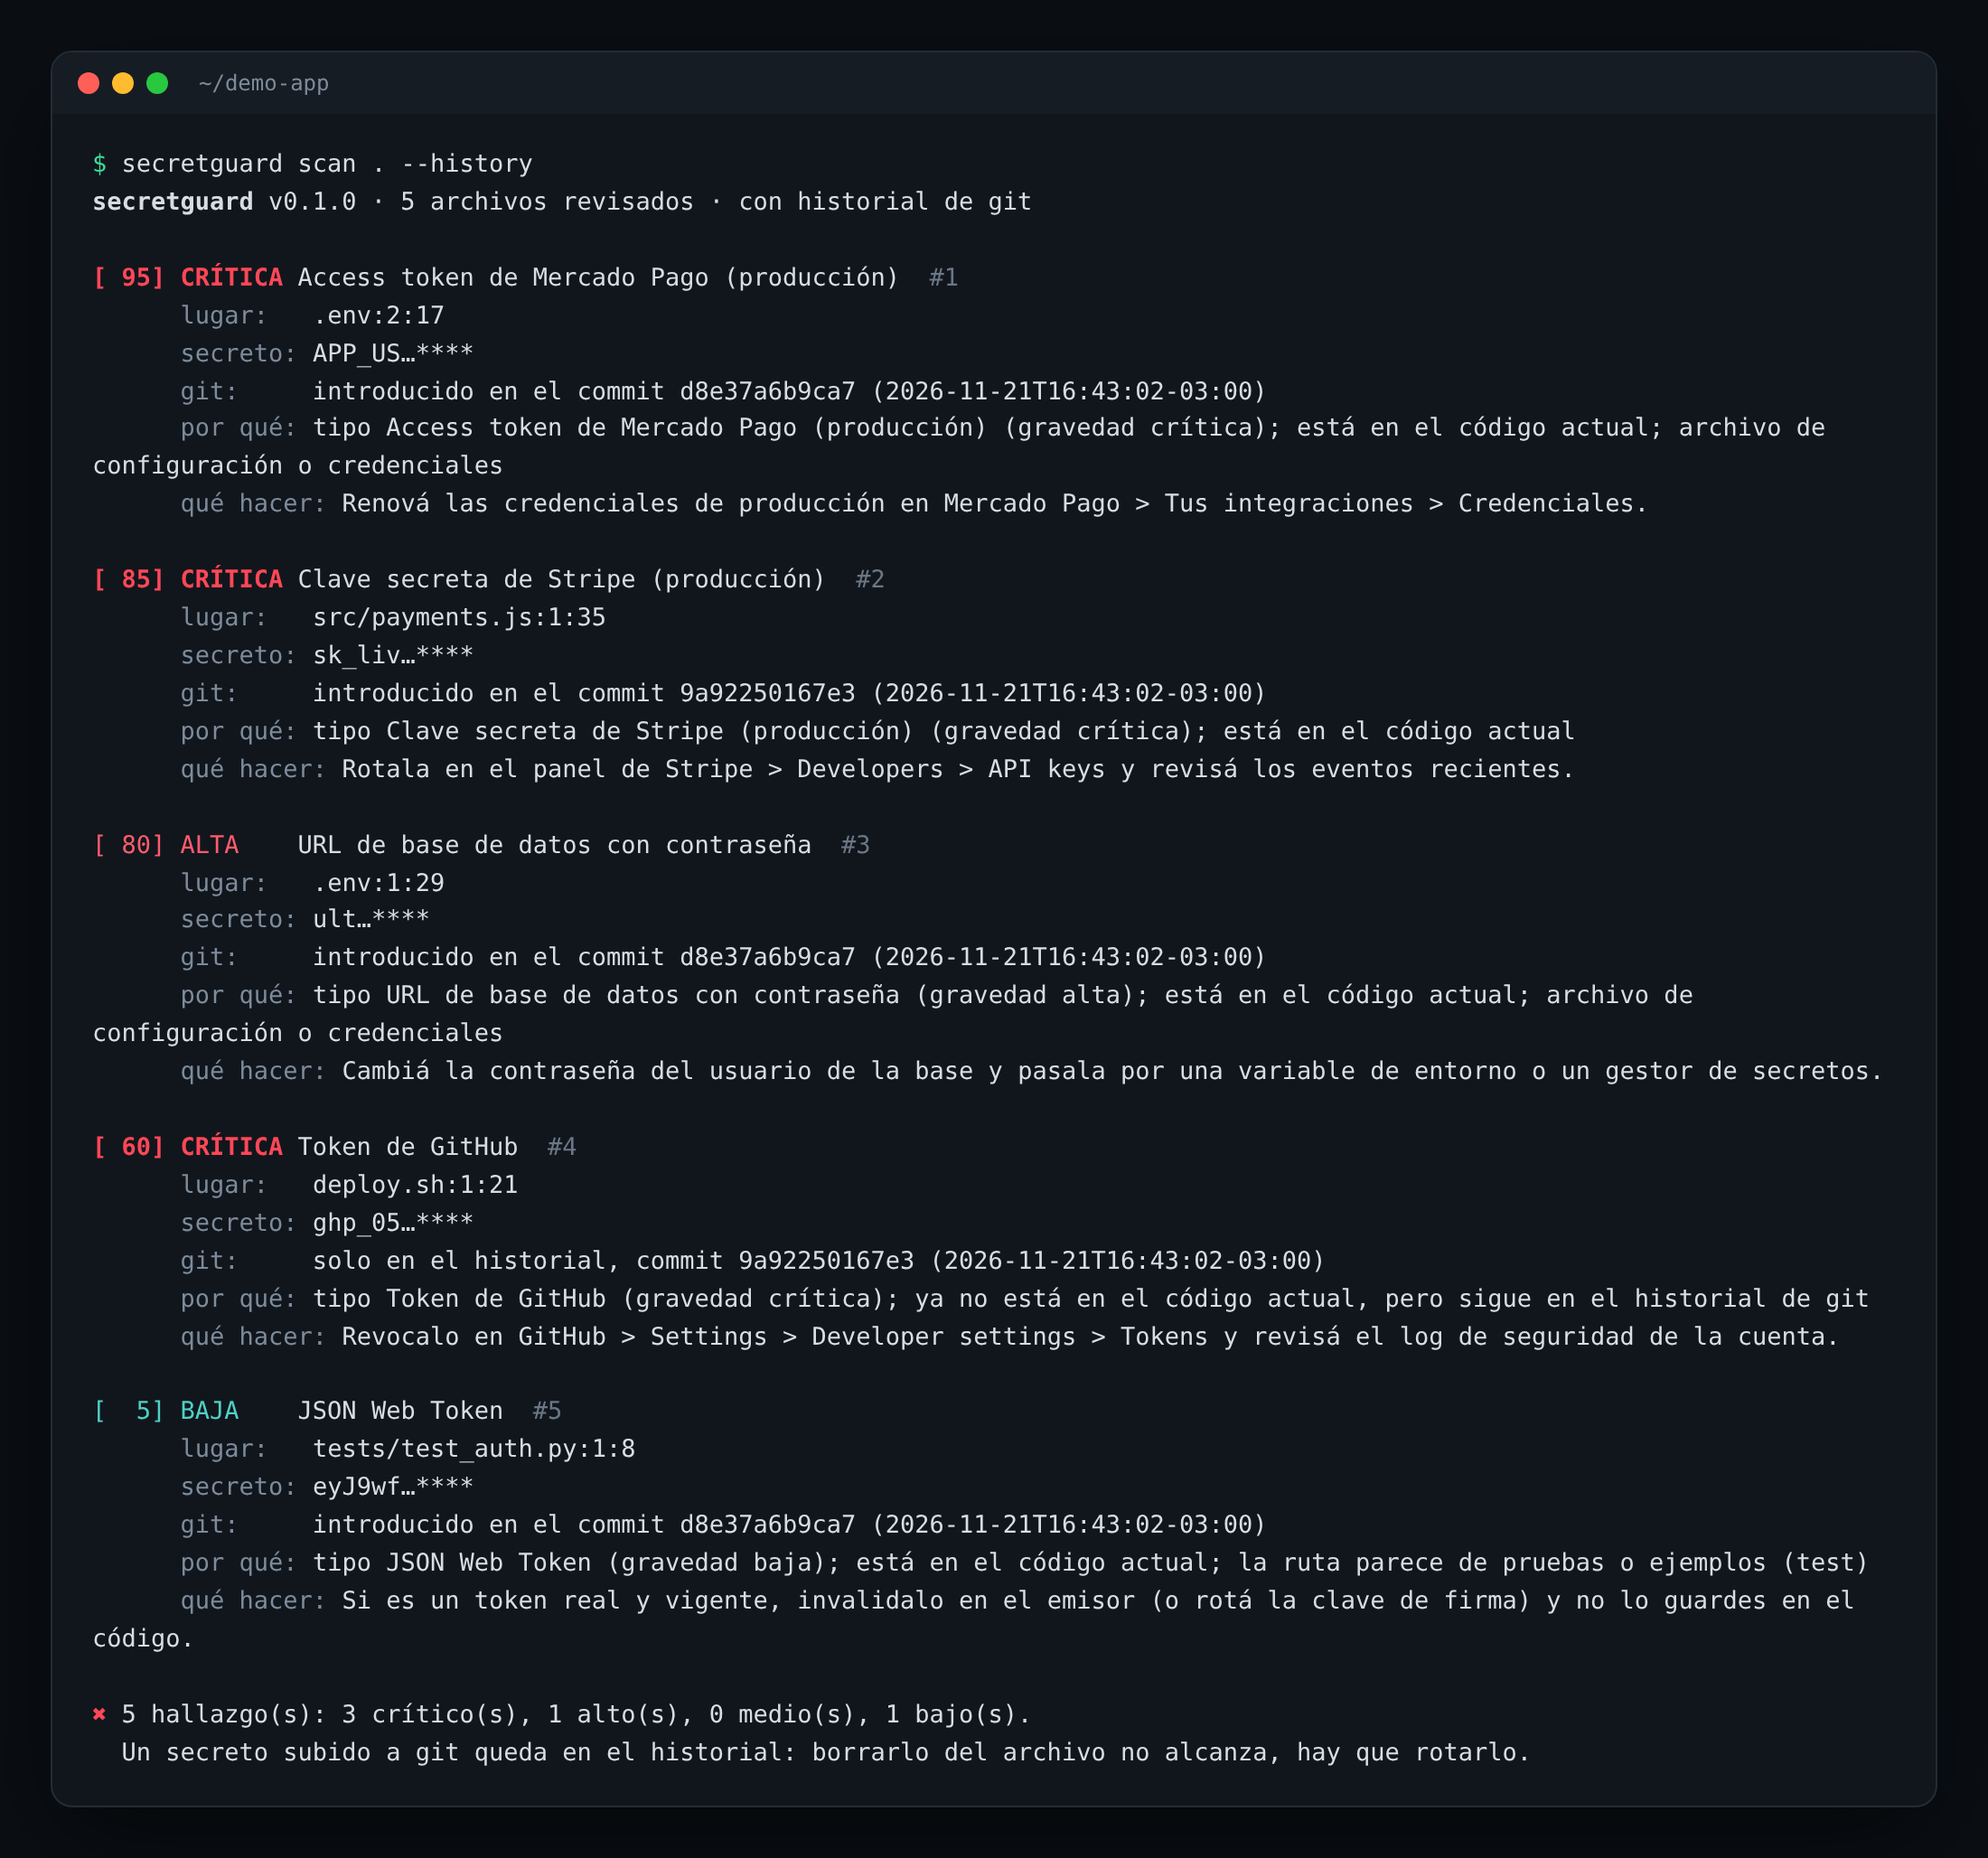 ~/demo-app
$ secretguard scan . --history
secretguard v0.1.0 · 5 archivos revisados · con historial de git
[ 95] CRÍTICA Access token de Mercado Pago (producción)  #1
lugar:   .env:2:17
secreto: APP_US…****
git:     introducido en el commit d8e37a6b9ca7 (2026-11-21T16:43:02-03:00)
por qué: tipo Access token de Mercado Pago (producción) (gravedad crítica); está en el código actual; archivo de
configuración o credenciales
qué hacer: Renová las credenciales de producción en Mercado Pago > Tus integraciones > Credenciales.
[ 85] CRÍTICA Clave secreta de Stripe (producción)  #2
lugar:   src/payments.js:1:35
secreto: sk_liv…****
git:     introducido en el commit 9a92250167e3 (2026-11-21T16:43:02-03:00)
por qué: tipo Clave secreta de Stripe (producción) (gravedad crítica); está en el código actual
qué hacer: Rotala en el panel de Stripe > Developers > API keys y revisá los eventos recientes.
[ 80] ALTA    URL de base de datos con contraseña  #3
lugar:   .env:1:29
secreto: ult…****
git:     introducido en el commit d8e37a6b9ca7 (2026-11-21T16:43:02-03:00)
por qué: tipo URL de base de datos con contraseña (gravedad alta); está en el código actual; archivo de
configuración o credenciales
qué hacer: Cambiá la contraseña del usuario de la base y pasala por una variable de entorno o un gestor de secretos.
[ 60] CRÍTICA Token de GitHub  #4
lugar:   deploy.sh:1:21
secreto: ghp_05…****
git:     solo en el historial, commit 9a92250167e3 (2026-11-21T16:43:02-03:00)
por qué: tipo Token de GitHub (gravedad crítica); ya no está en el código actual, pero sigue en el historial de git
qué hacer: Revocalo en GitHub > Settings > Developer settings > Tokens y revisá el log de seguridad de la cuenta.
[  5] BAJA    JSON Web Token  #5
lugar:   tests/test_auth.py:1:8
secreto: eyJ9wf…****
git:     introducido en el commit d8e37a6b9ca7 (2026-11-21T16:43:02-03:00)
por qué: tipo JSON Web Token (gravedad baja); está en el código actual; la ruta parece de pruebas o ejemplos (test)
qué hacer: Si es un token real y vigente, invalidalo en el emisor (o rotá la clave de firma) y no lo guardes en el
código.
✖ 5 hallazgo(s): 3 crítico(s), 1 alto(s), 0 medio(s), 1 bajo(s).
Un secreto subido a git queda en el historial: borrarlo del archivo no alcanza, hay que rotarlo.